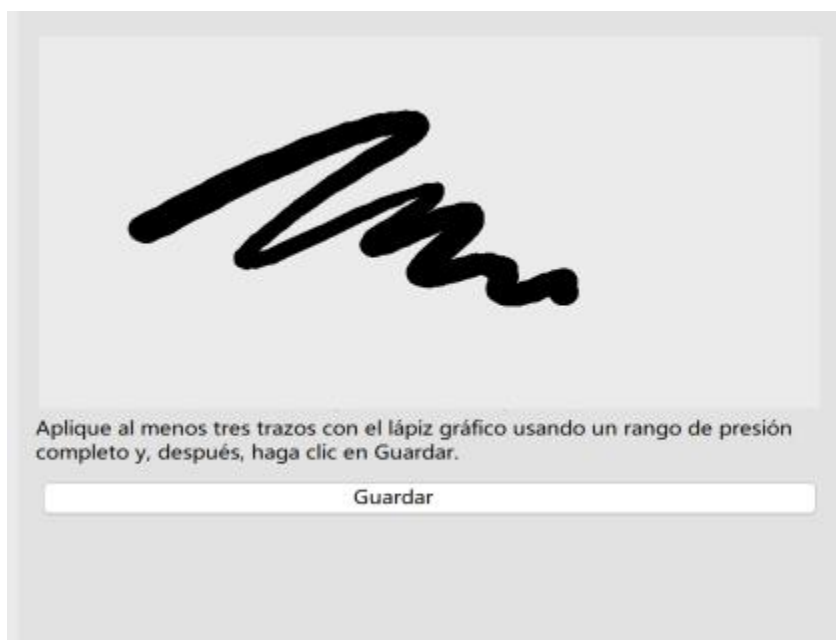 Aplique al menos tres trazos con el lápiz gráfico usando un rango de presión
completo y, después, haga clic en Guardar.
Guardar